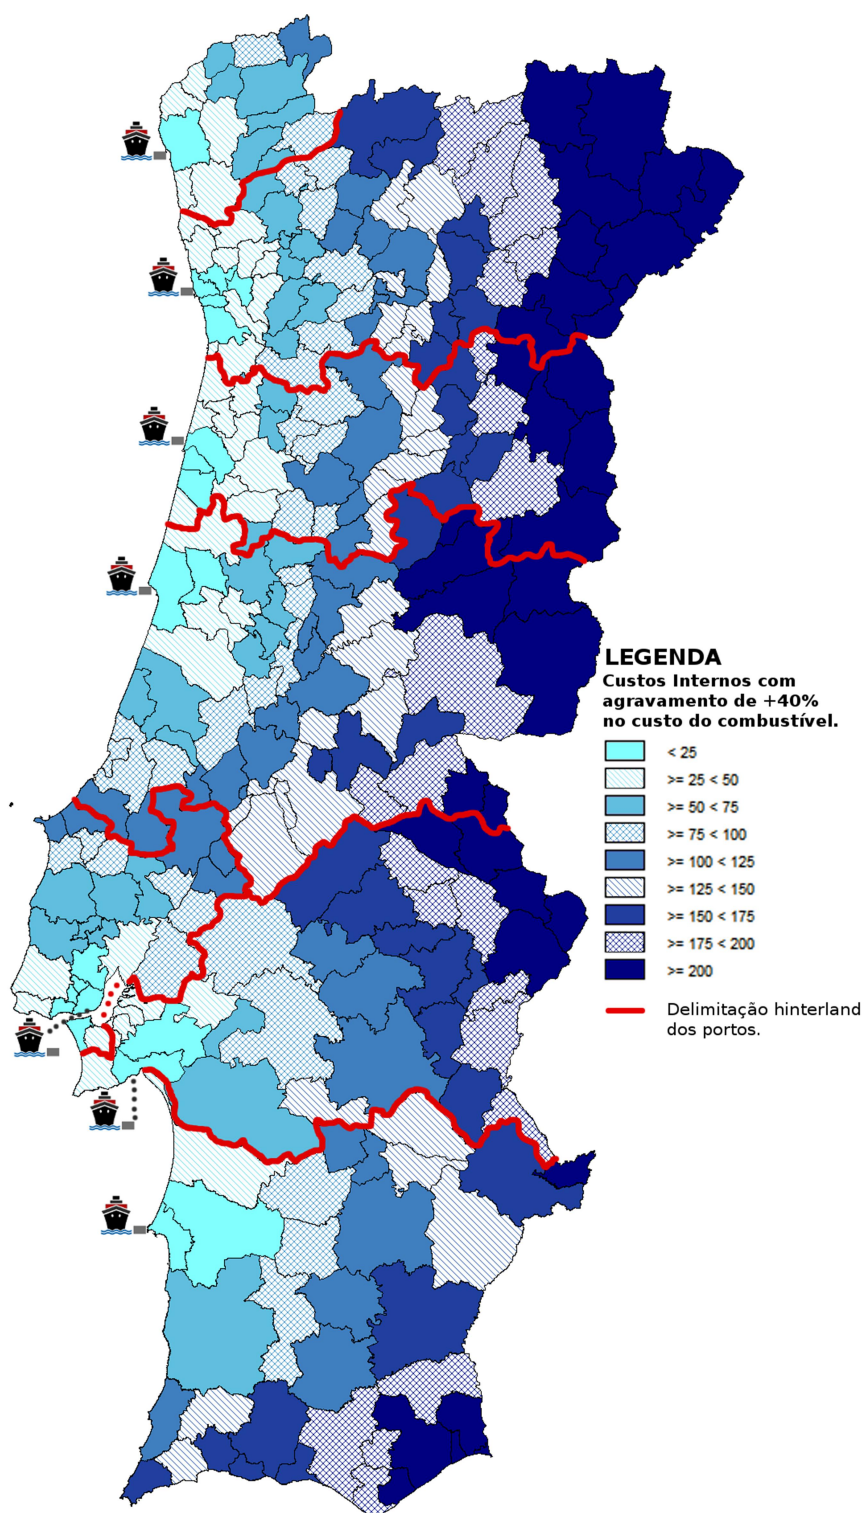 LEGENDA
Custos Internos com
agravamento de +40%
no custo do combustível.
< 25
>= 25 < 50
>= 50 < 75
>= 75 < 100
>= 100 < 125
>= 125 < 150
>= 150 < 175
>= 175 < 200
>= 200
Delimitação hinterland
dos portos.